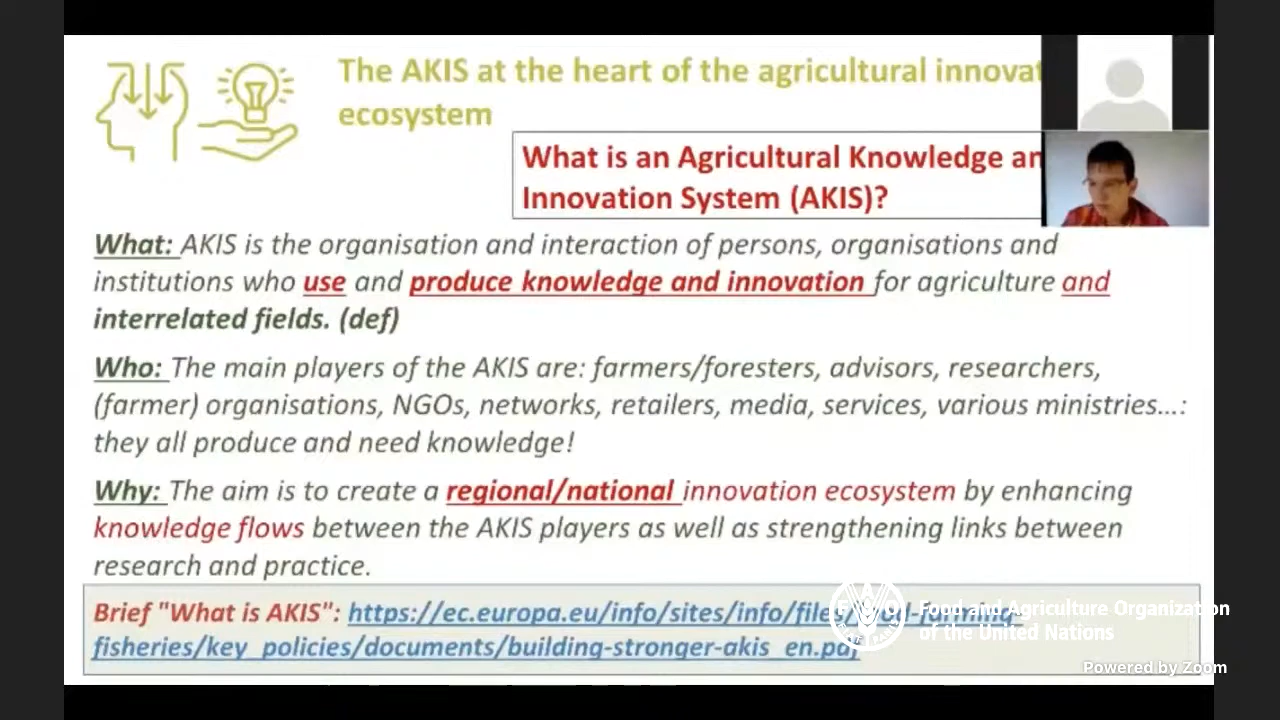 The AKIS at the heart of the agricultural innovat
ecosystem
What is an Agricultural Knowledge an
Innovation System (AKIS)?
What: AKIS is the organisation and interaction of persons, organisations and
institutions who use and produce knowledge and innovation for agriculture and
interrelated fields. (def)
Who: The main players of the AKIS are: farmers/foresters, advisors, researchers,
(farmer) organisations, NGOs, networks, retailers, media, services, various ministries...:
they all produce and need knowledge!
Why: The aim is to create a regional/national innovation ecosystem by enhancing
knowledge flows between the AKIS players as well as strengthening links between
research and practice.
Brief "What is AKIS": https://ec.europa.eu/info/sites/info/file
fisheries/key_policies/documents/building-stronger-akis_en.pdf
Food and Agriculture Organization
of the United Nations
Powered by Zoom